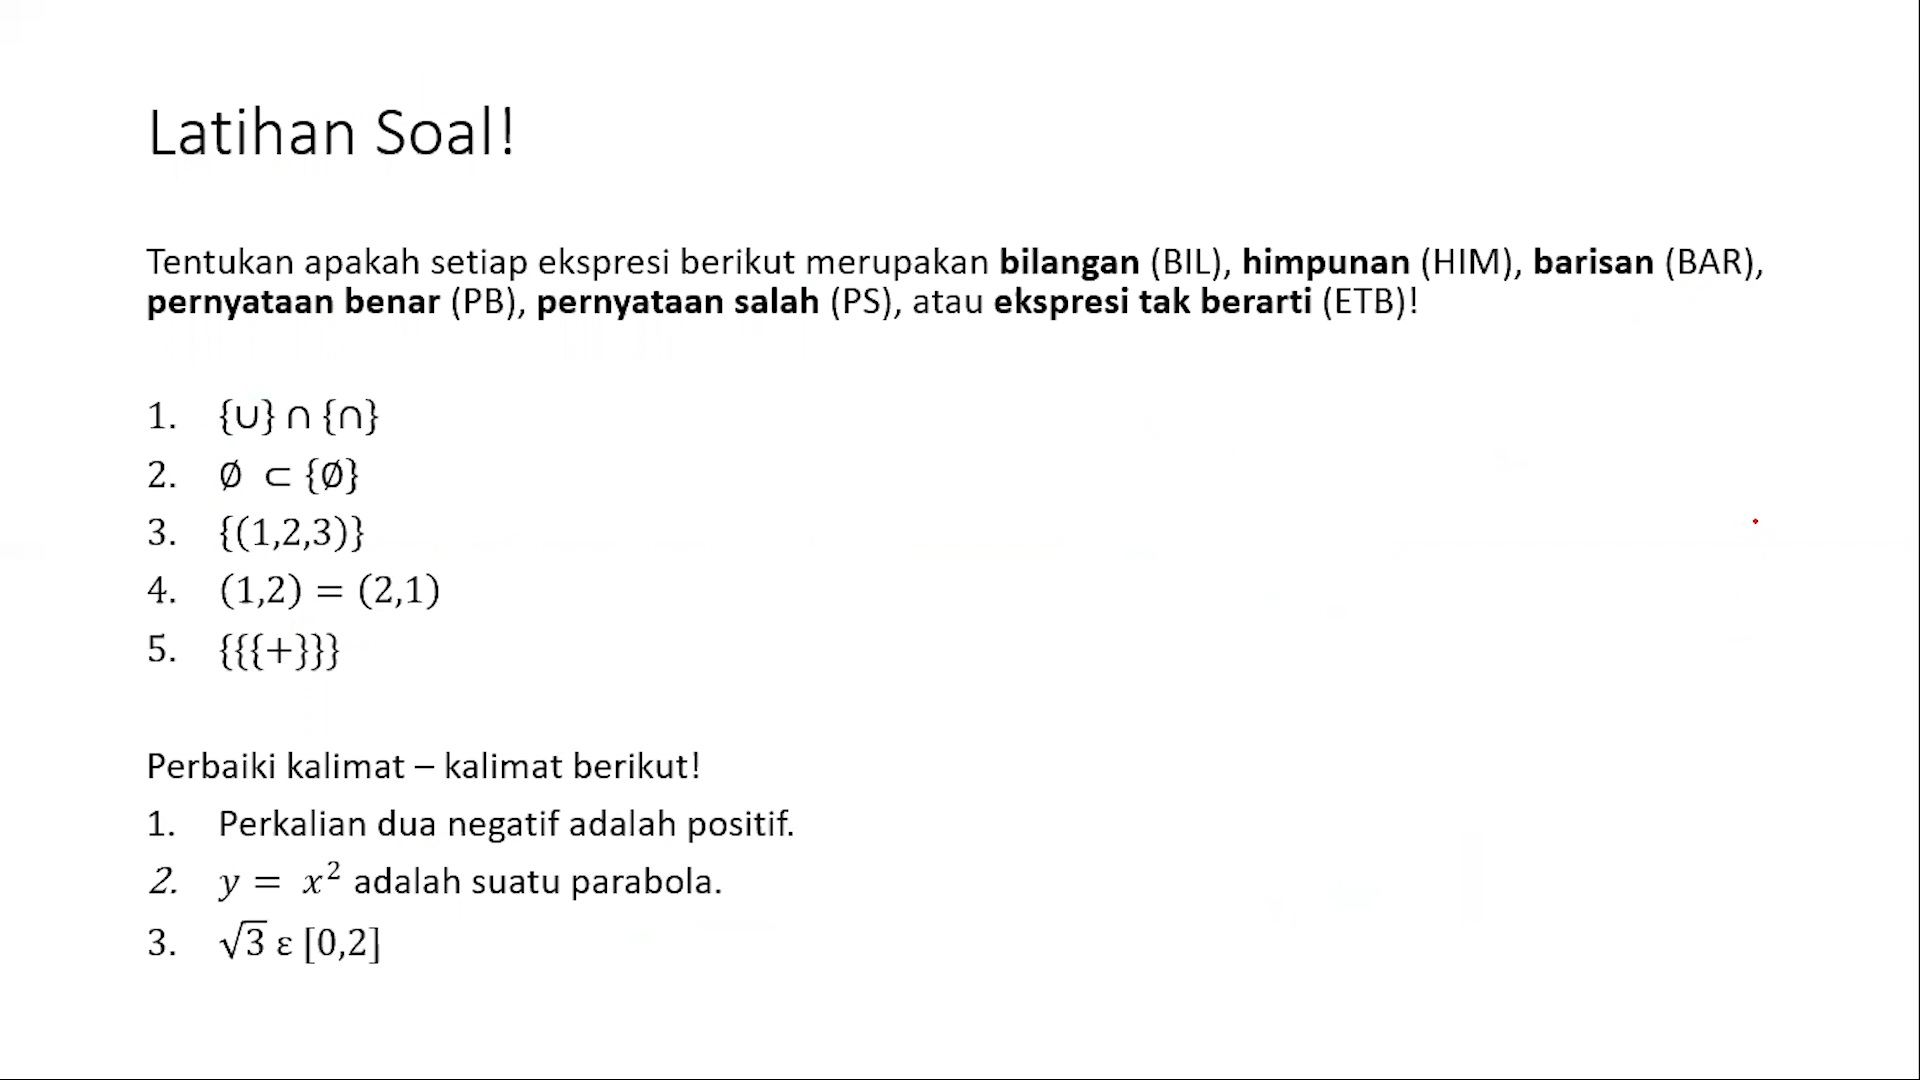 Latihan Soal!
Tentukan apakah setiap ekspresi berikut merupakan bilangan (BIL), himpunan (HIM), barisan (BAR),
pernyataan benar (PB), pernyataan salah (PS), atau ekspresi tak berarti (ETB)!
1. {∪} ∩ {∩}
2. ∅ ⊂ {∅}
3. {(1,2,3)}
4. (1,2) = (2,1)
5. {{{+}}}
Perbaiki kalimat – kalimat berikut!
1. Perkalian dua negatif adalah positif.
2. y = x² adalah suatu parabola.
3. √3 ε [0,2]